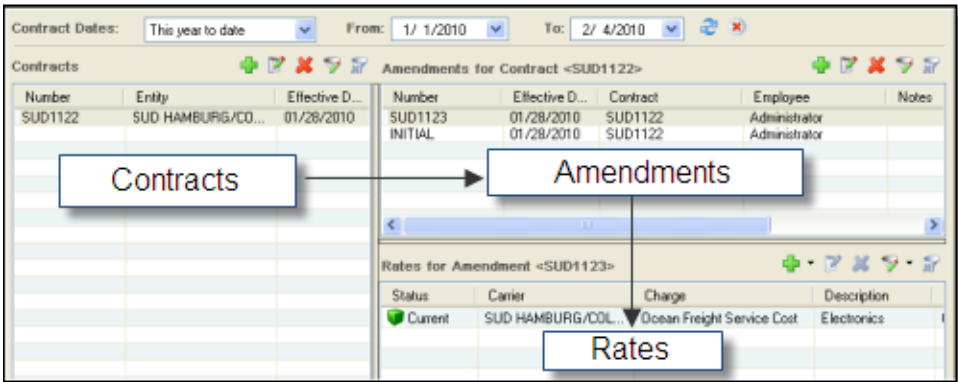 Contract Dates: This year to date From: 1/ 1/2010 To: 2/ 4/2010
Contracts
Number Entity Effective D...
SUD1122 SUD HAMBURG/CO... 01/28/2010
Amendments for Contract <SUD1122>
Number Effective D... Contract Employee Notes
SUD1123 01/28/2010 SUD1122 Administrator
INITIAL 01/28/2010 SUD1122 Administrator
Contracts
Amendments
Rates for Amendment <SUD1123>
Status Carrier Charge Description
Current SUD HAMBURG/COL... Ocean Freight Service Cost Electronics
Rates